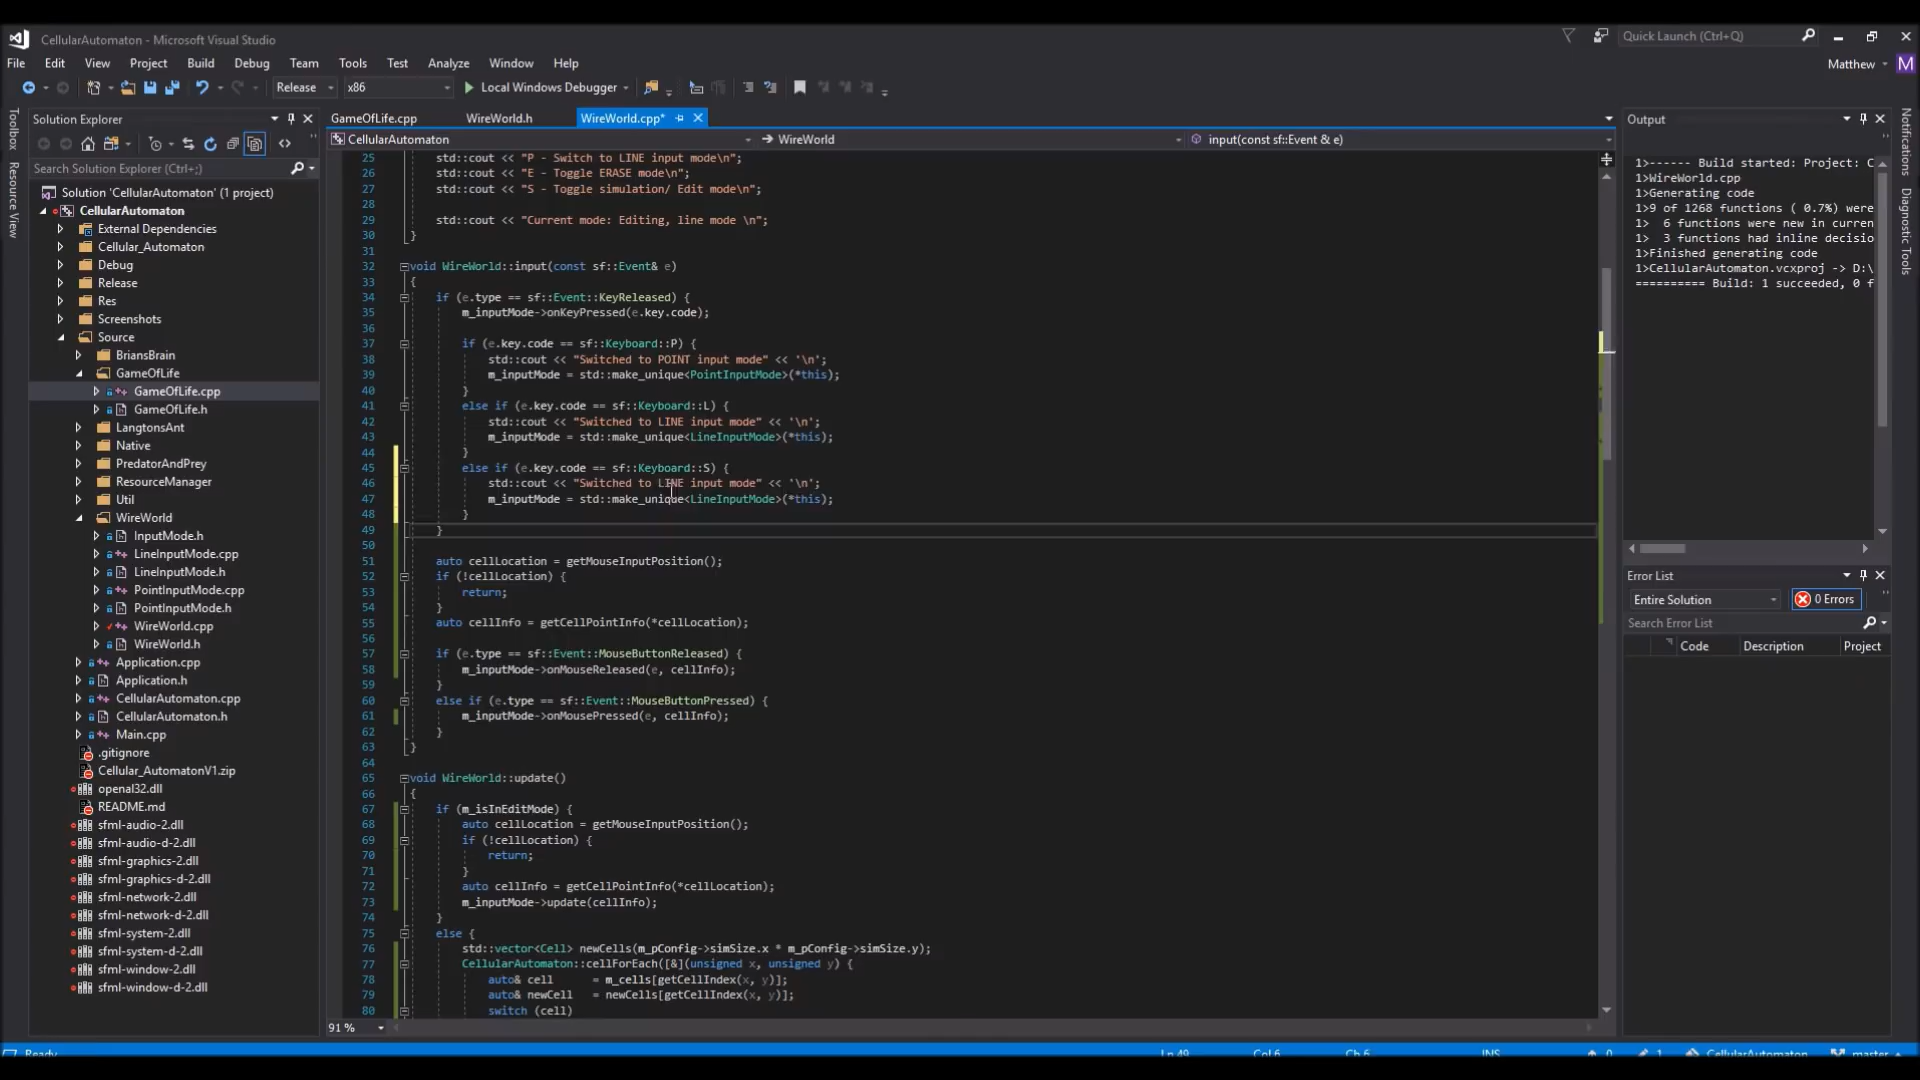 CellularAutomaton - Microsoft Visual Studio
Quick Launch (Ctrl+Q)
File Edit View Project Build Debug Team Tools Test Analyze Window Help
Matthew M
Release x86 Local Windows Debugger
Toolbox
Resource View
Solution Explorer
Search Solution Explorer (Ctrl+;)
Solution 'CellularAutomaton' (1 project)
CellularAutomaton
External Dependencies
Cellular_Automaton
Debug
Release
Res
Screenshots
Source
BriansBrain
GameOfLife
GameOfLife.cpp
GameOfLife.h
LangtonsAnt
Native
PredatorAndPrey
ResourceManager
Util
WireWorld
InputMode.h
LineInputMode.cpp
LineInputMode.h
PointInputMode.cpp
PointInputMode.h
WireWorld.cpp
WireWorld.h
Application.cpp
Application.h
CellularAutomaton.cpp
CellularAutomaton.h
Main.cpp
.gitignore
Cellular_AutomatonV1.zip
openal32.dll
README.md
sfml-audio-2.dll
sfml-audio-d-2.dll
sfml-graphics-2.dll
sfml-graphics-d-2.dll
sfml-network-2.dll
sfml-network-d-2.dll
sfml-system-2.dll
sfml-system-d-2.dll
sfml-window-2.dll
sfml-window-d-2.dll
GameOfLife.cpp WireWorld.h WireWorld.cpp*
CellularAutomaton WireWorld input(const sf::Event & e)
25 std::cout << "P - Switch to LINE input mode\n";
26 std::cout << "E - Toggle ERASE mode\n";
27 std::cout << "S - Toggle simulation/ Edit mode\n";
28
29 std::cout << "Current mode: Editing, line mode \n";
30 }
31
32 void WireWorld::input(const sf::Event& e)
33 {
34 if (e.type == sf::Event::KeyReleased) {
35 m_inputMode->onKeyPressed(e.key.code);
36
37 if (e.key.code == sf::Keyboard::P) {
38 std::cout << "Switched to POINT input mode" << '\n';
39 m_inputMode = std::make_unique<PointInputMode>(*this);
40 }
41 else if (e.key.code == sf::Keyboard::L) {
42 std::cout << "Switched to LINE input mode" << '\n';
43 m_inputMode = std::make_unique<LineInputMode>(*this);
44 }
45 else if (e.key.code == sf::Keyboard::S) {
46 std::cout << "Switched to LINE input mode" << '\n';
47 m_inputMode = std::make_unique<LineInputMode>(*this);
48 }
49 }
50
51 auto cellLocation = getMouseInputPosition();
52 if (!cellLocation) {
53 return;
54 }
55 auto cellInfo = getCellPointInfo(*cellLocation);
56
57 if (e.type == sf::Event::MouseButtonReleased) {
58 m_inputMode->onMouseReleased(e, cellInfo);
59 }
60 else if (e.type == sf::Event::MouseButtonPressed) {
61 m_inputMode->onMousePressed(e, cellInfo);
62 }
63 }
64
65 void WireWorld::update()
66 {
67 if (m_isInEditMode) {
68 auto cellLocation = getMouseInputPosition();
69 if (!cellLocation) {
70 return;
71 }
72 auto cellInfo = getCellPointInfo(*cellLocation);
73 m_inputMode->update(cellInfo);
74 }
75 else {
76 std::vector<Cell> newCells(m_pConfig->simSize.x * m_pConfig->simSize.y);
77 CellularAutomaton::cellForEach([&](unsigned x, unsigned y) {
78 auto& cell = m_cells[getCellIndex(x, y)];
79 auto& newCell = newCells[getCellIndex(x, y)];
80 switch (cell)
91 %
Output
1>------ Build started: Project: C
1>WireWorld.cpp
1>Generating code
1>9 of 1268 functions ( 0.7%) were
1> 6 functions were new in curren
1> 3 functions had inline decisio
1>Finished generating code
1>CellularAutomaton.vcxproj -> D:\
========== Build: 1 succeeded, 0 f
Error List
Entire Solution 0 Errors
Search Error List
Code Description Project
Notifications
Diagnostic Tools
Ready Ln 49 Col 6 Ch 6 INS 0 1 CellularAutomaton master